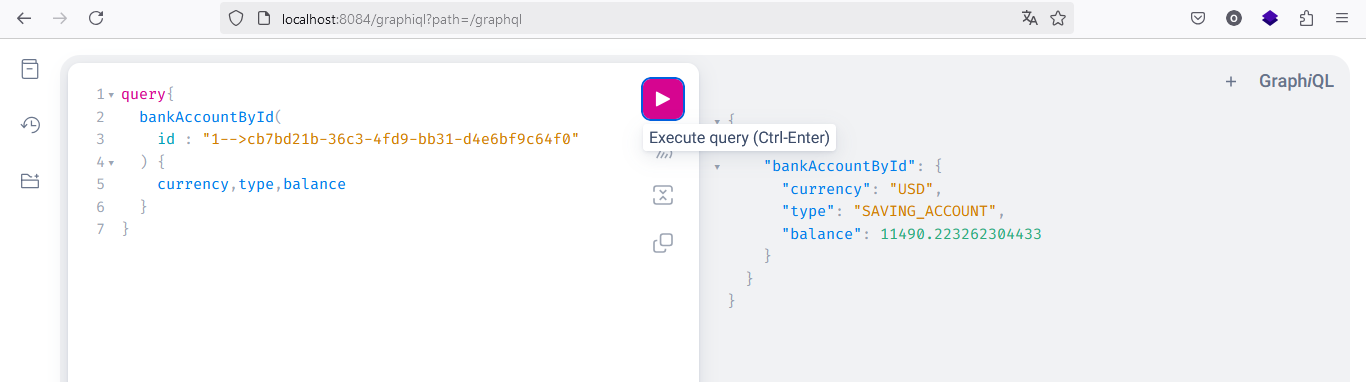 localhost:8084/graphiql?path=/graphql
GraphiQL
1 query{
2 bankAccountById(
3 id : "1-->cb7bd21b-36c3-4fd9-bb31-d4e6bf9c64f0"
4 ) {
5 currency,type,balance
6 }
7 }
Execute query (Ctrl-Enter)
{
"bankAccountById": {
"currency": "USD",
"type": "SAVING_ACCOUNT",
"balance": 11490.223262304433
}
}
}